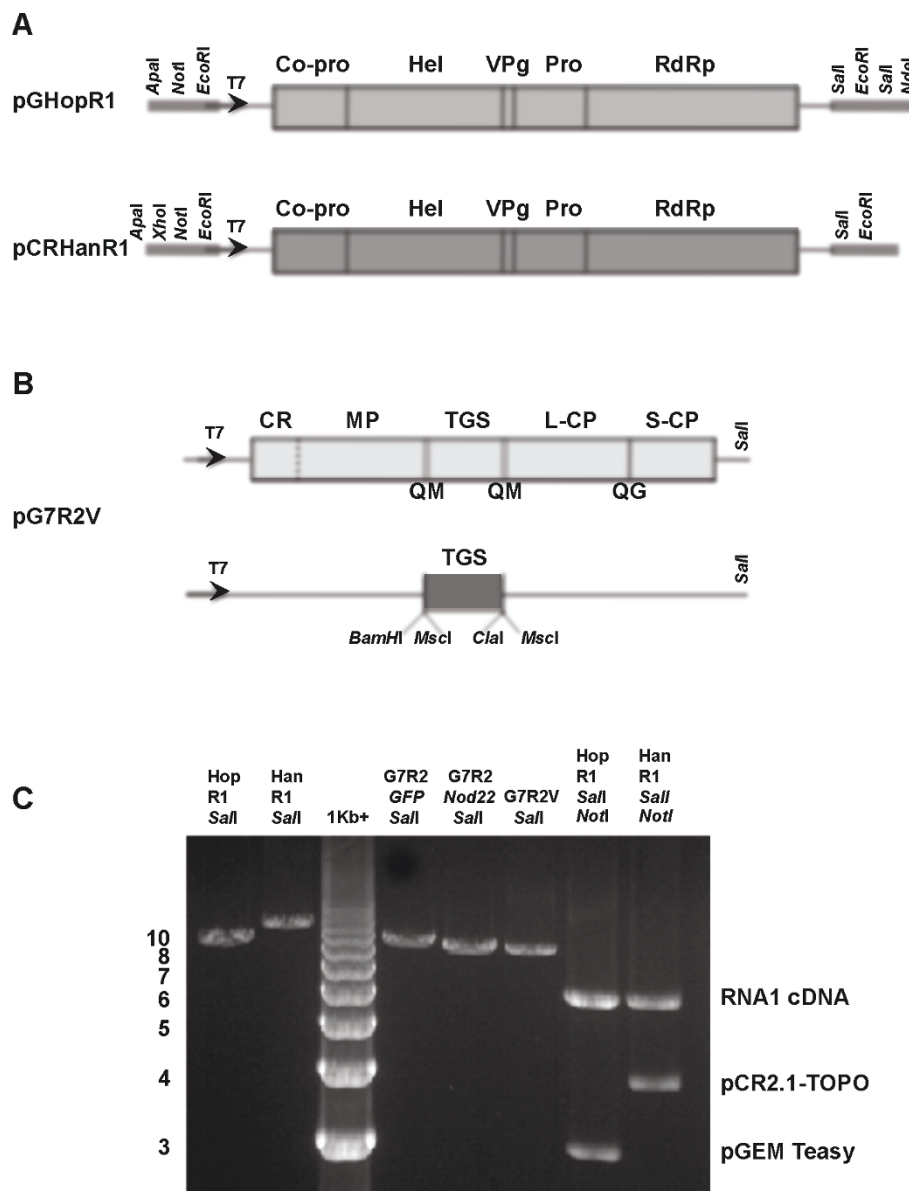 A
ApaI NotI EcoRI T7 Co-pro Hel VPg Pro RdRp SalI EcoRI SalI NdeI
pGHopR1
ApaI XhoI NotI EcoRI T7 Co-pro Hel VPg Pro RdRp SalI EcoRI
pCRHanR1
B
T7 CR MP TGS L-CP S-CP SalI
QM QM QG
pG7R2V
T7 TGS SalI
BamHI MscI ClaI MscI
C
Hop R1 SalI
Han R1 SalI
1Kb+
G7R2 GFP SalI
G7R2 Nod22 SalI
G7R2V SalI
Hop R1 SalI NotI
Han R1 SalI NotI
10
8
7
6
5
4
3
RNA1 cDNA
pCR2.1-TOPO
pGEM Teasy